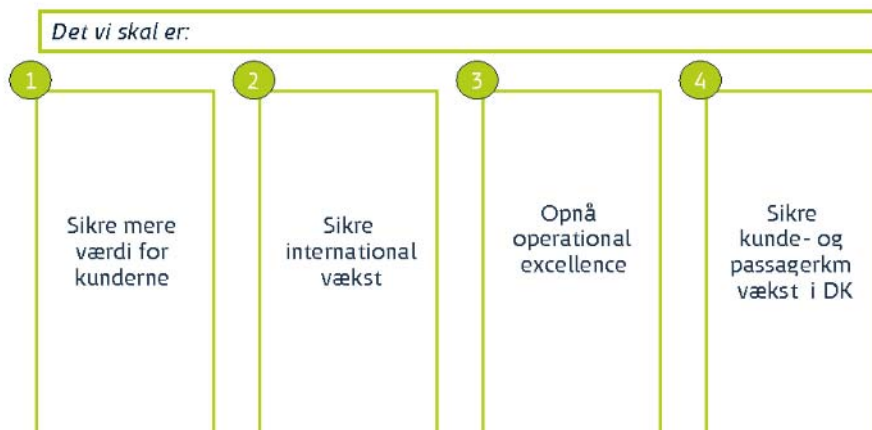 Det vi skal er:
1
2
3
4
Sikre mere
værdi for
kunderne
Sikre
international
vækst
Opnå
operational
excellence
Sikre
kunde- og
passagerkm
vækst i DK